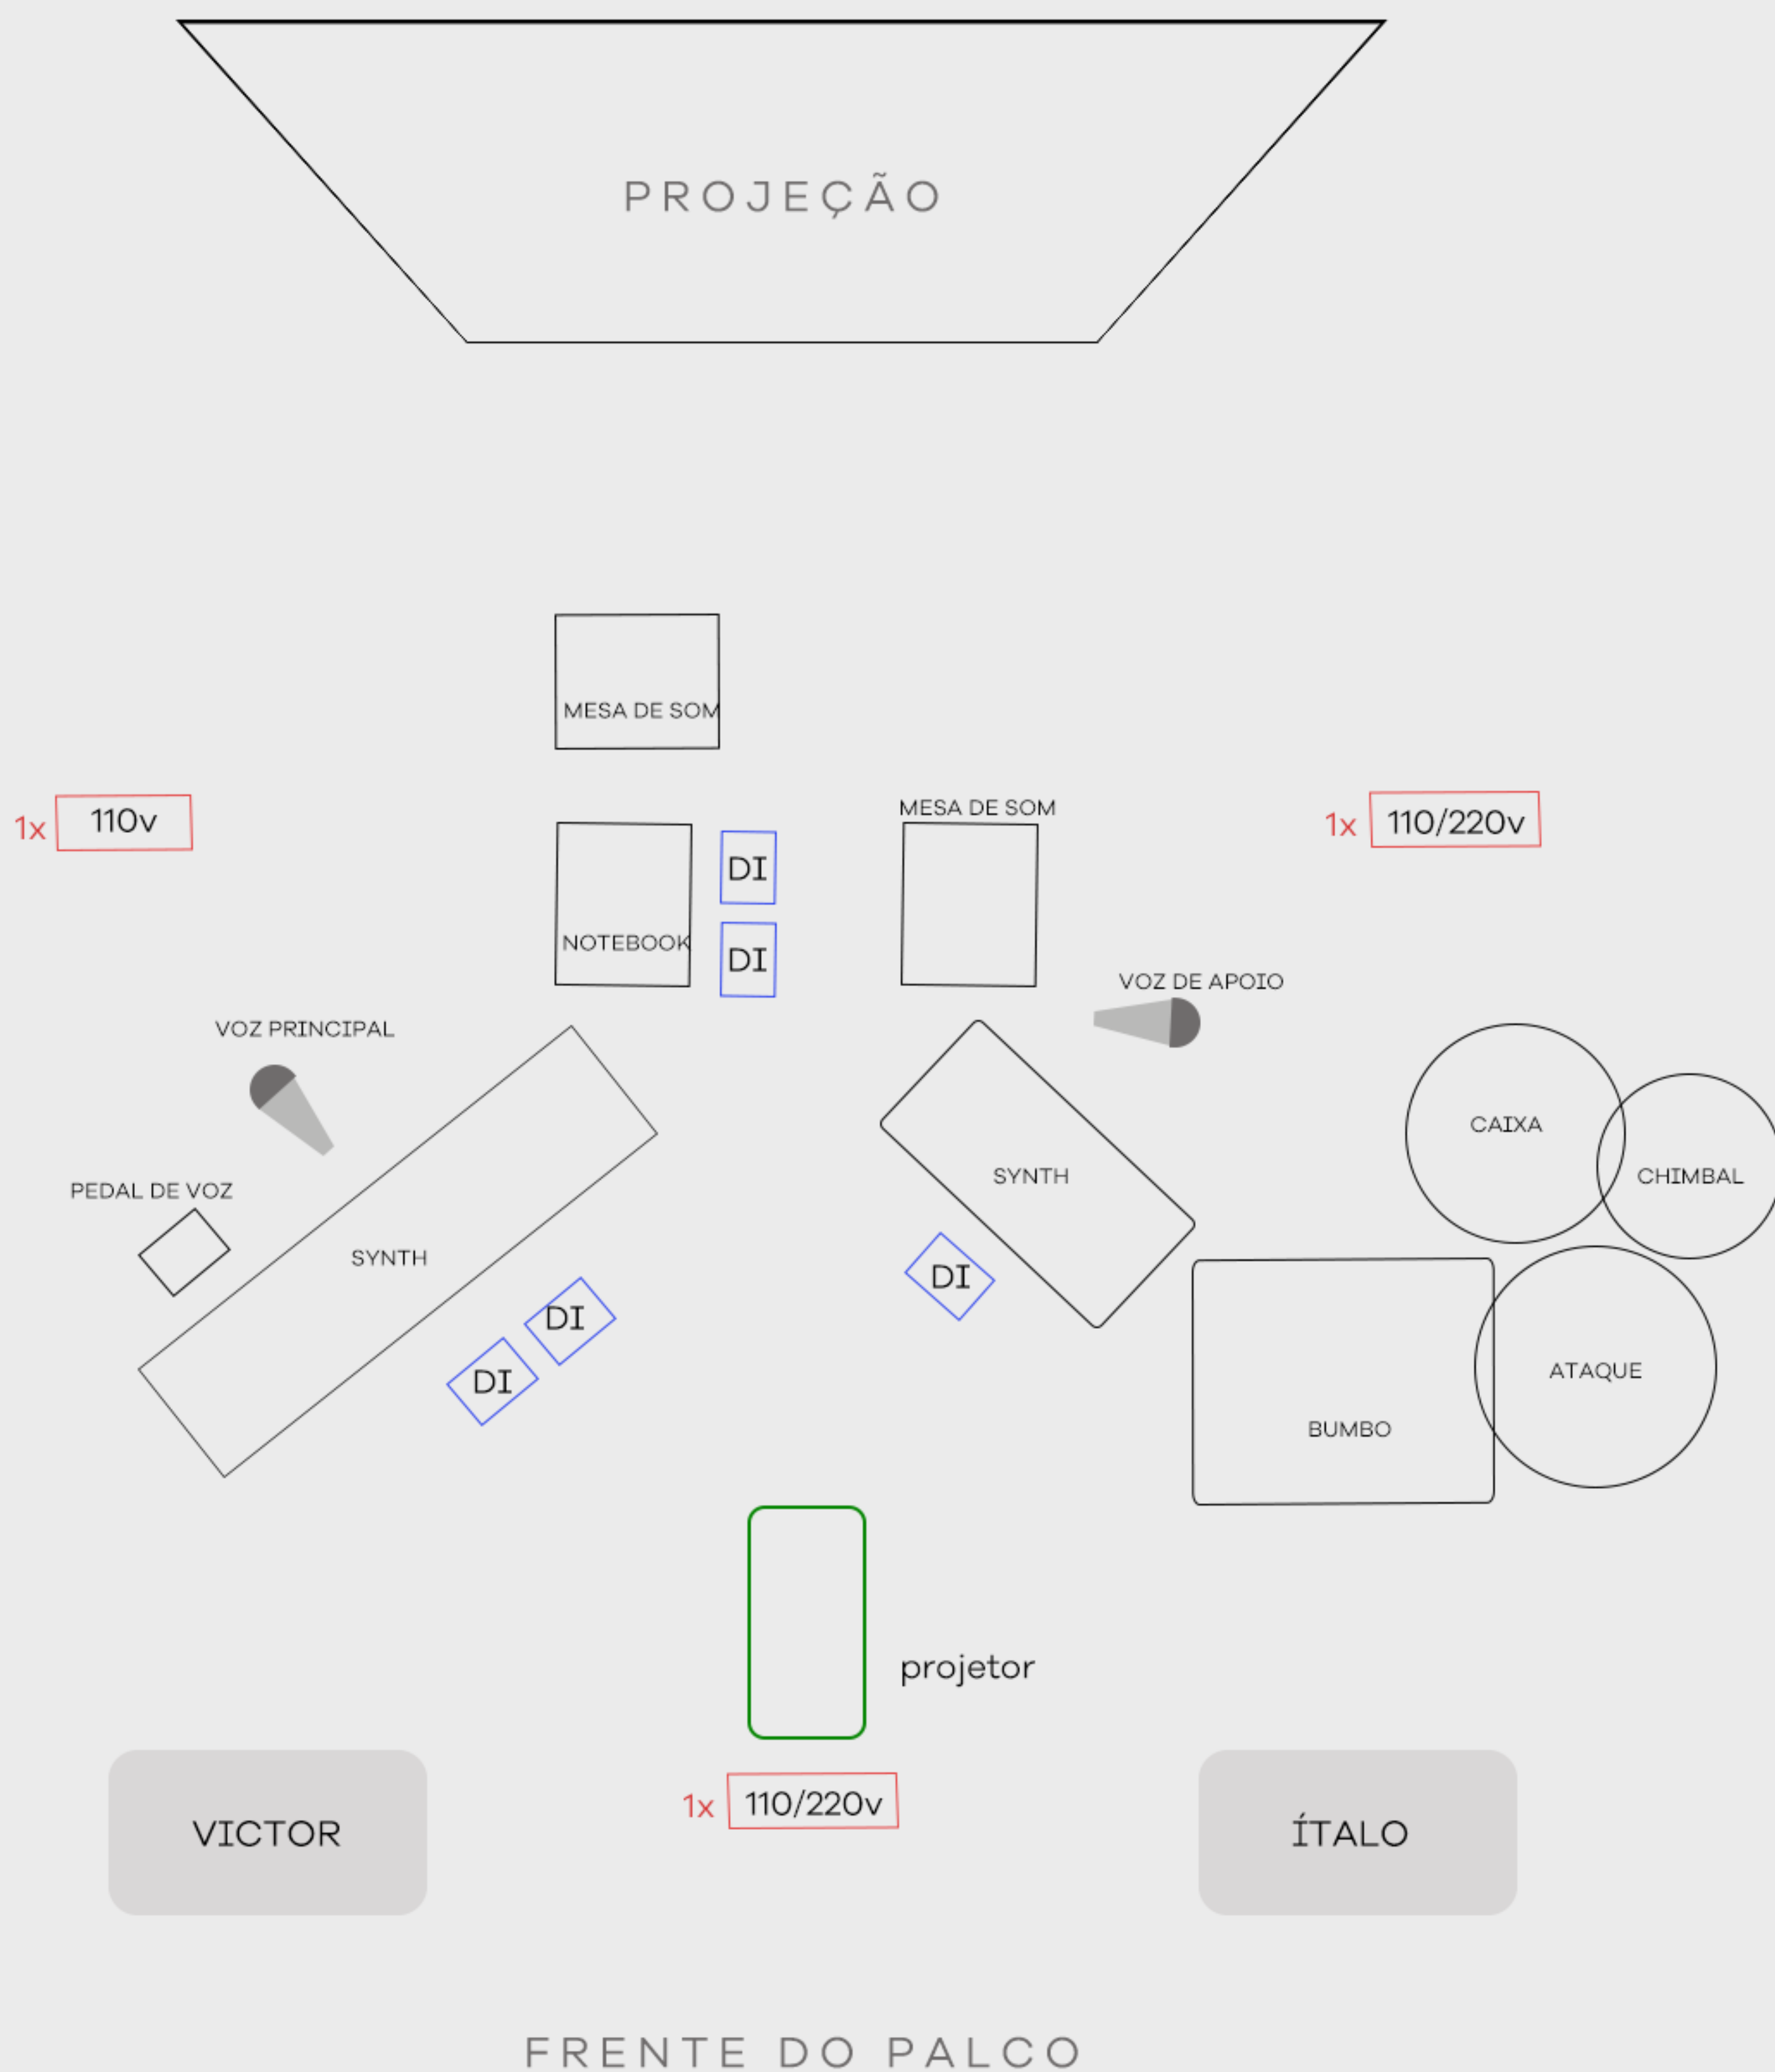 PROJEÇÃO
MESA DE SOM
1x 110v
MESA DE SOM
1x 110/220v
DI
NOTEBOOK
DI
VOZ DE APOIO
VOZ PRINCIPAL
CAIXA
PEDAL DE VOZ
SYNTH
CHIMBAL
SYNTH
DI
DI
DI
ATAQUE
BUMBO
projetor
1x 110/220v
VICTOR
ÍTALO
FRENTE DO PALCO